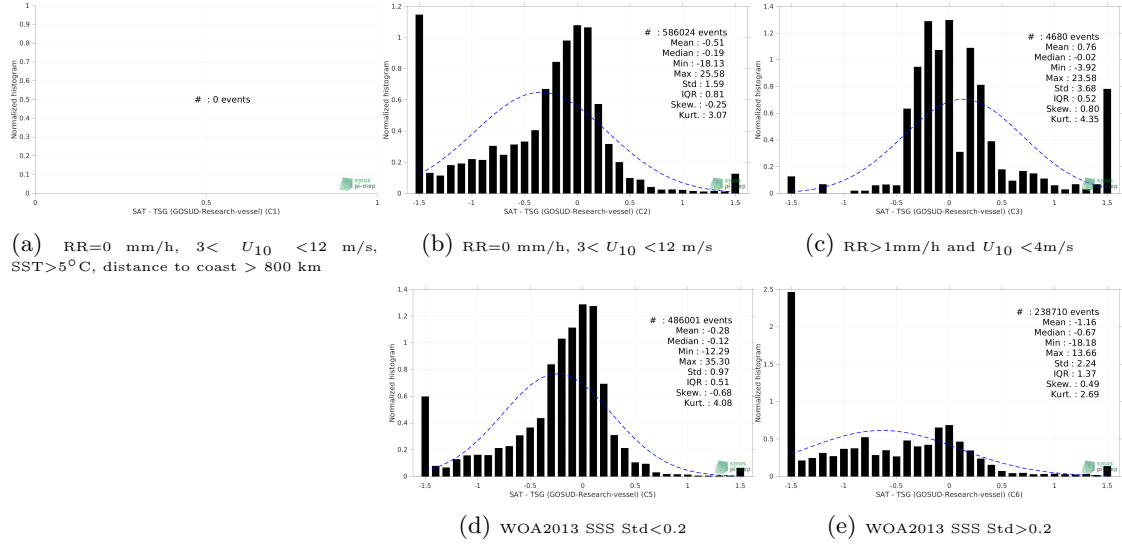 1
0.9
0.8
0.7
0.6
0.5
0.4
0.3
0.2
0.1
0
Normalized histogram
# : 0 events
smos
pi-mep
0 0.5 1
SAT - TSG (GOSUD-Research-vessel) (C1)
(a) RR=0 mm/h, 3< U10 <12 m/s,
SST>5°C, distance to coast > 800 km
1.2
1
0.8
0.6
0.4
0.2
0
Normalized histogram
# : 586024 events
Mean : -0.51
Median : -0.19
Min : -18.13
Max : 25.58
Std : 1.59
IQR : 0.81
Skew. : -0.25
Kurt. : 3.07
smos
pi-mep
-1.5 -1 -0.5 0 0.5 1 1.5
SAT - TSG (GOSUD-Research-vessel) (C2)
(b) RR=0 mm/h, 3< U10 <12 m/s
1.4
1.2
1
0.8
0.6
0.4
0.2
0
Normalized histogram
# : 4680 events
Mean : 0.76
Median : -0.02
Min : -3.92
Max : 23.58
Std : 3.68
IQR : 0.52
Skew. : 0.80
Kurt. : 4.35
smos
pi-mep
-1.5 -1 -0.5 0 0.5 1 1.5
SAT - TSG (GOSUD-Research-vessel) (C3)
(c) RR>1mm/h and U10 <4m/s
1.4
1.2
1
0.8
0.6
0.4
0.2
0
Normalized histogram
# : 486001 events
Mean : -0.28
Median : -0.12
Min : -12.29
Max : 35.30
Std : 0.97
IQR : 0.51
Skew. : -0.68
Kurt. : 4.08
smos
pi-mep
-1.5 -1 -0.5 0 0.5 1 1.5
SAT - TSG (GOSUD-Research-vessel) (C5)
(d) WOA2013 SSS Std<0.2
2.5
2
1.5
1
0.5
0
Normalized histogram
# : 238710 events
Mean : -1.16
Median : -0.67
Min : -18.18
Max : 13.66
Std : 2.24
IQR : 1.37
Skew. : 0.49
Kurt. : 2.69
smos
pi-mep
-1.5 -1 -0.5 0 0.5 1 1.5
SAT - TSG (GOSUD-Research-vessel) (C6)
(e) WOA2013 SSS Std>0.2